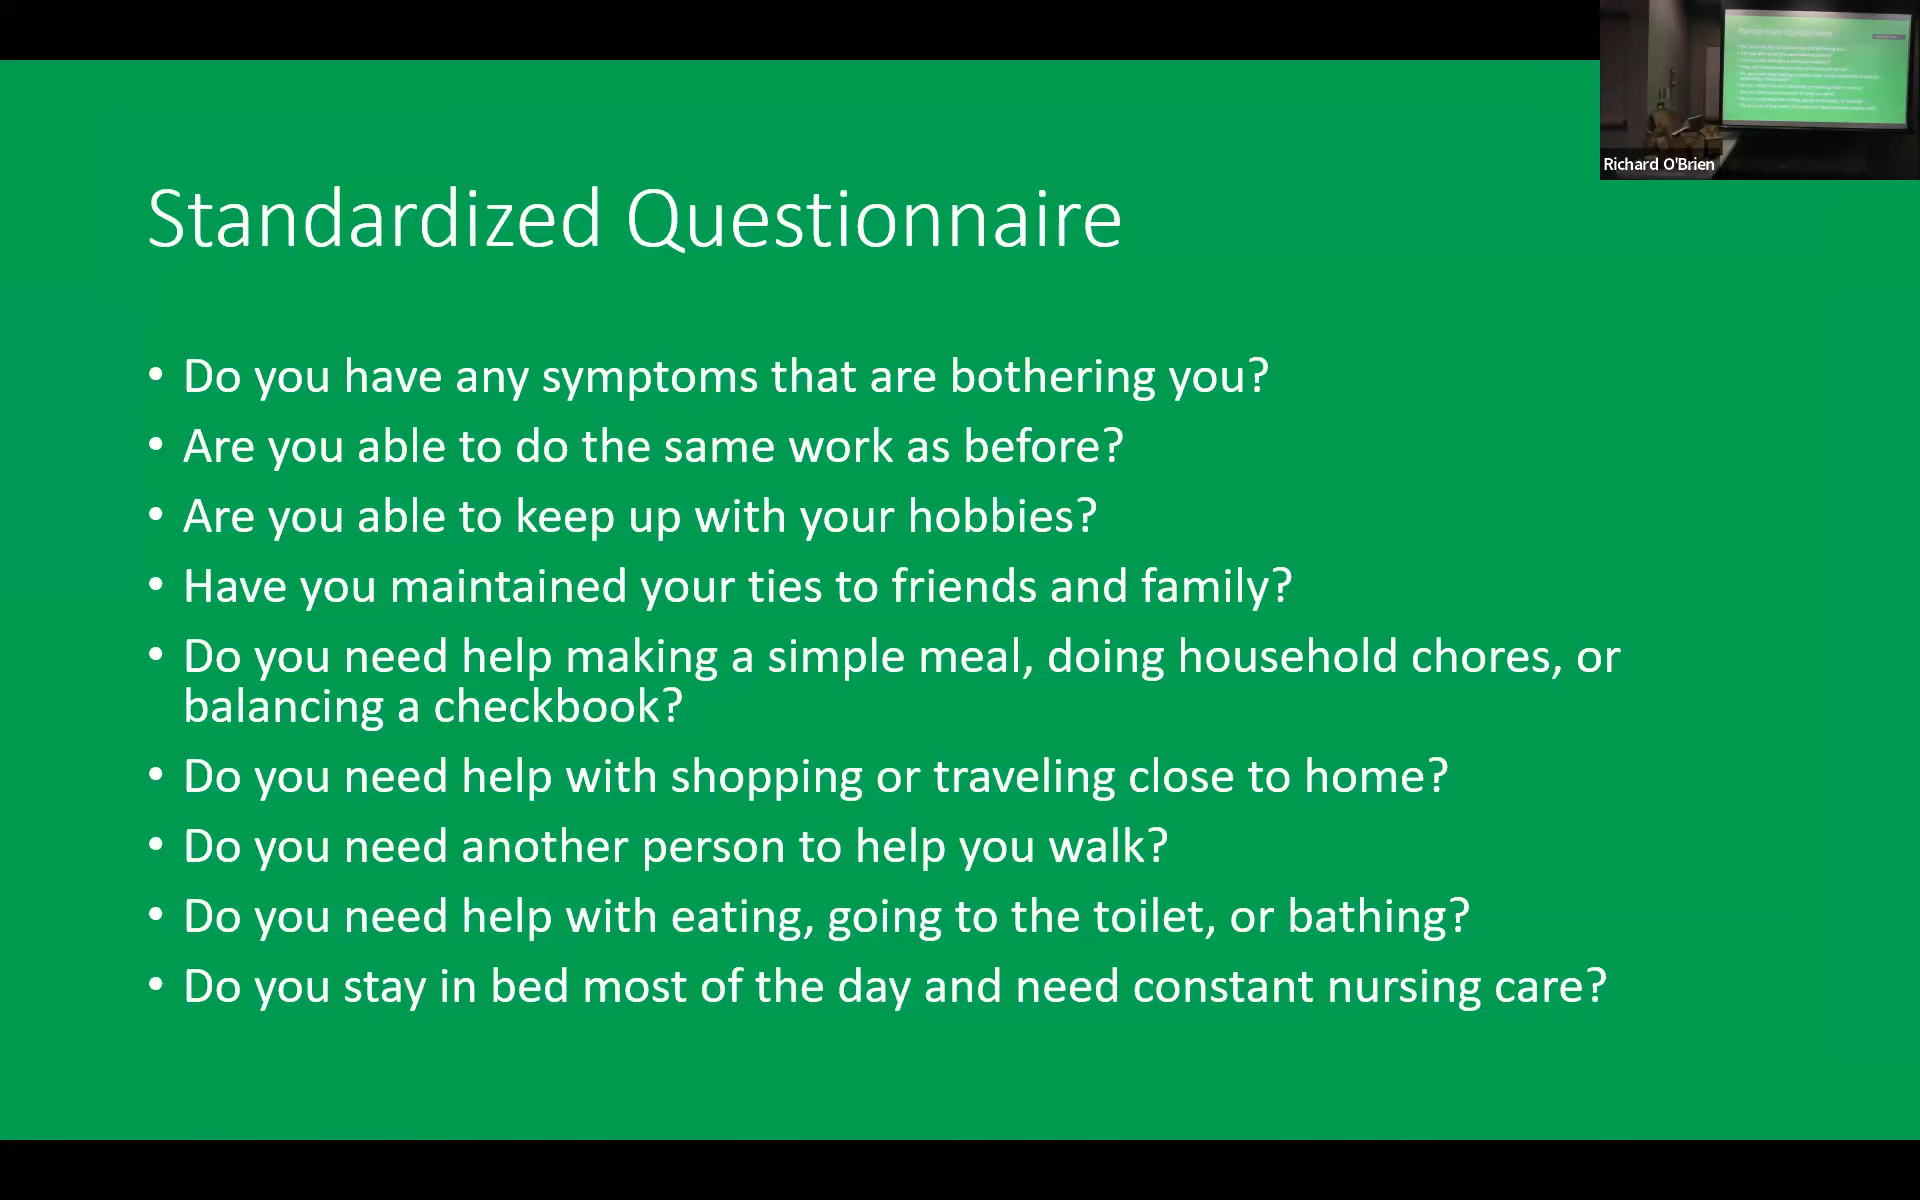 Richard O'Brien
Standardized Questionnaire
• Do you have any symptoms that are bothering you?
• Are you able to do the same work as before?
• Are you able to keep up with your hobbies?
• Have you maintained your ties to friends and family?
• Do you need help making a simple meal, doing household chores, or
balancing a checkbook?
• Do you need help with shopping or traveling close to home?
• Do you need another person to help you walk?
• Do you need help with eating, going to the toilet, or bathing?
• Do you stay in bed most of the day and need constant nursing care?